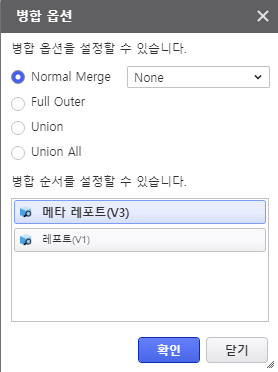 병합 옵션
병합 옵션을 설정할 수 있습니다.
Normal Merge None
Full Outer
Union
Union All
병합 순서를 설정할 수 있습니다.
메타 레포트(V3)
레포트(V1)
확인 닫기